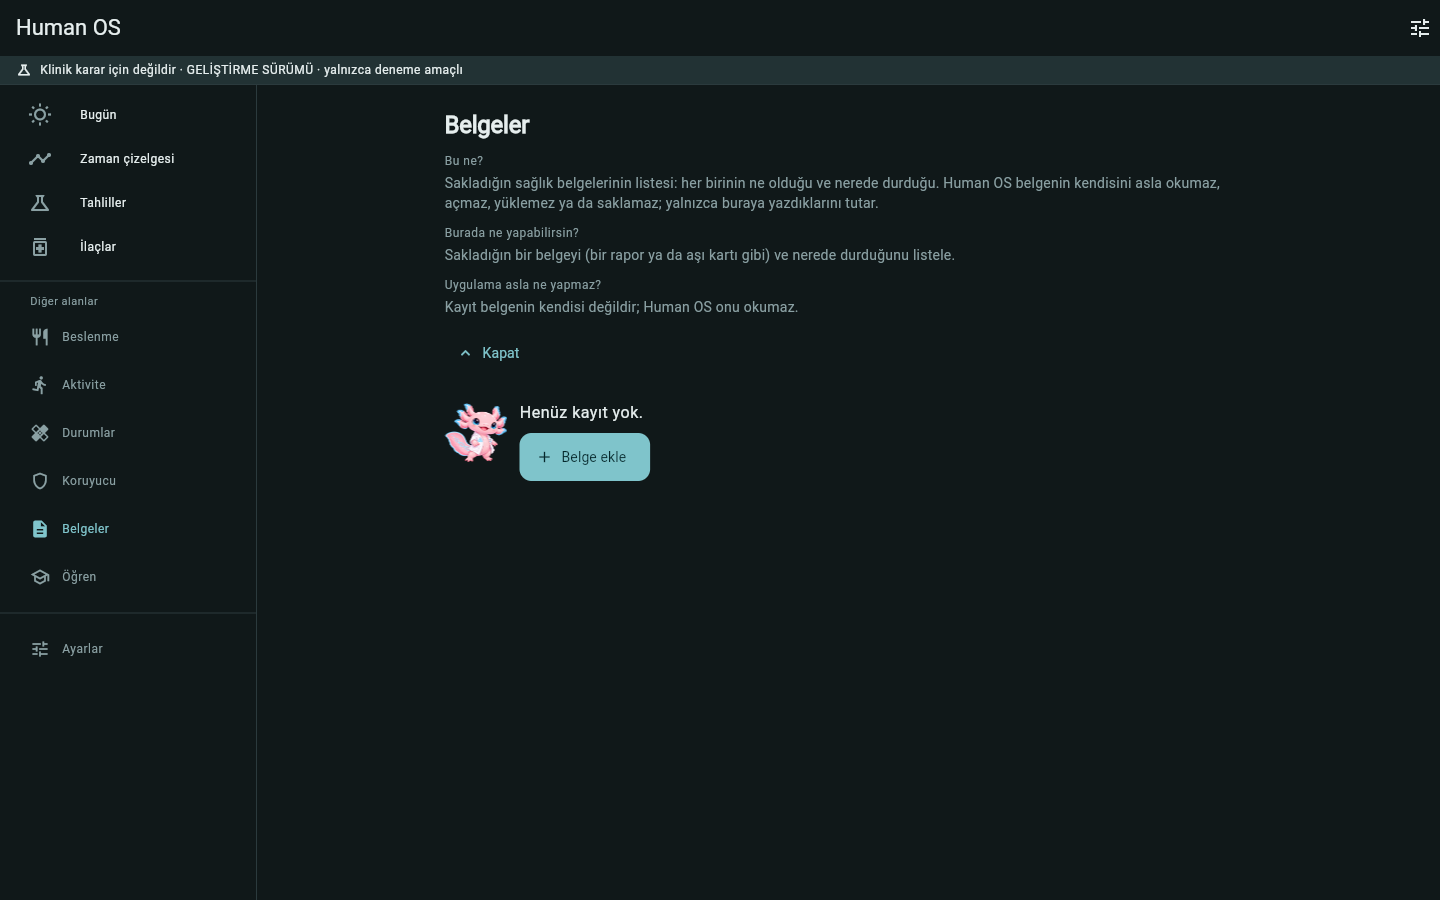 Human OS
Klinik karar için değildir · GELİŞTİRME SÜRÜMÜ · yalnızca deneme amaçlı
Bugün
Zaman çizelgesi
Tahliller
İlaçlar
Diğer alanlar
Beslenme
Aktivite
Durumlar
Koruyucu
Belgeler
Öğren
Ayarlar
Belgeler
Bu ne?
Sakladığın sağlık belgelerinin listesi: her birinin ne olduğu ve nerede durduğu. Human OS belgenin kendisini asla okumaz,
açmaz, yüklemez ya da saklamaz; yalnızca buraya yazdıklarını tutar.
Burada ne yapabilirsin?
Sakladığın bir belgeyi (bir rapor ya da aşı kartı gibi) ve nerede durduğunu listele.
Uygulama asla ne yapmaz?
Kayıt belgenin kendisi değildir; Human OS onu okumaz.
Kapat
Henüz kayıt yok.
Belge ekle